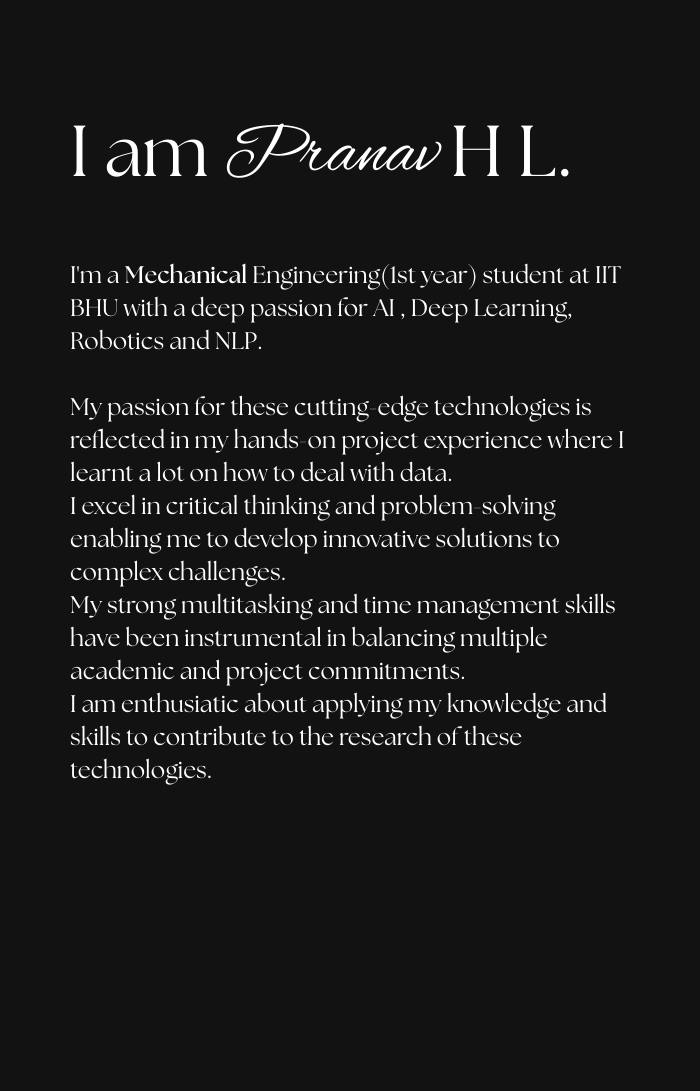 I am Pranav H L.
I'm a Mechanical Engineering(1st year) student at IIT
BHU with a deep passion for AI , Deep Learning,
Robotics and NLP.
My passion for these cutting-edge technologies is
reflected in my hands-on project experience where I
learnt a lot on how to deal with data.
I excel in critical thinking and problem-solving
enabling me to develop innovative solutions to
complex challenges.
My strong multitasking and time management skills
have been instrumental in balancing multiple
academic and project commitments.
I am enthusiatic about applying my knowledge and
skills to contribute to the research of these
technologies.